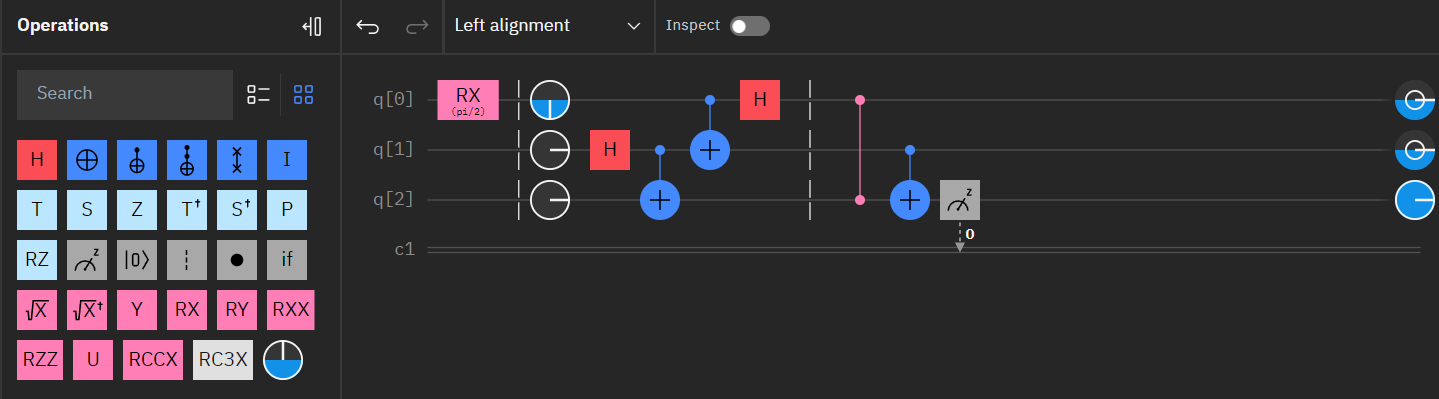 Operations
Left alignment
Inspect
Search
H
I
T S Z T† S† P
RZ z |0⟩ if
√X √X† Y RX RY RXX
RZZ U RCCX RC3X
q[0] RX H
(pi/2)
q[1] H
q[2] z
0
c1